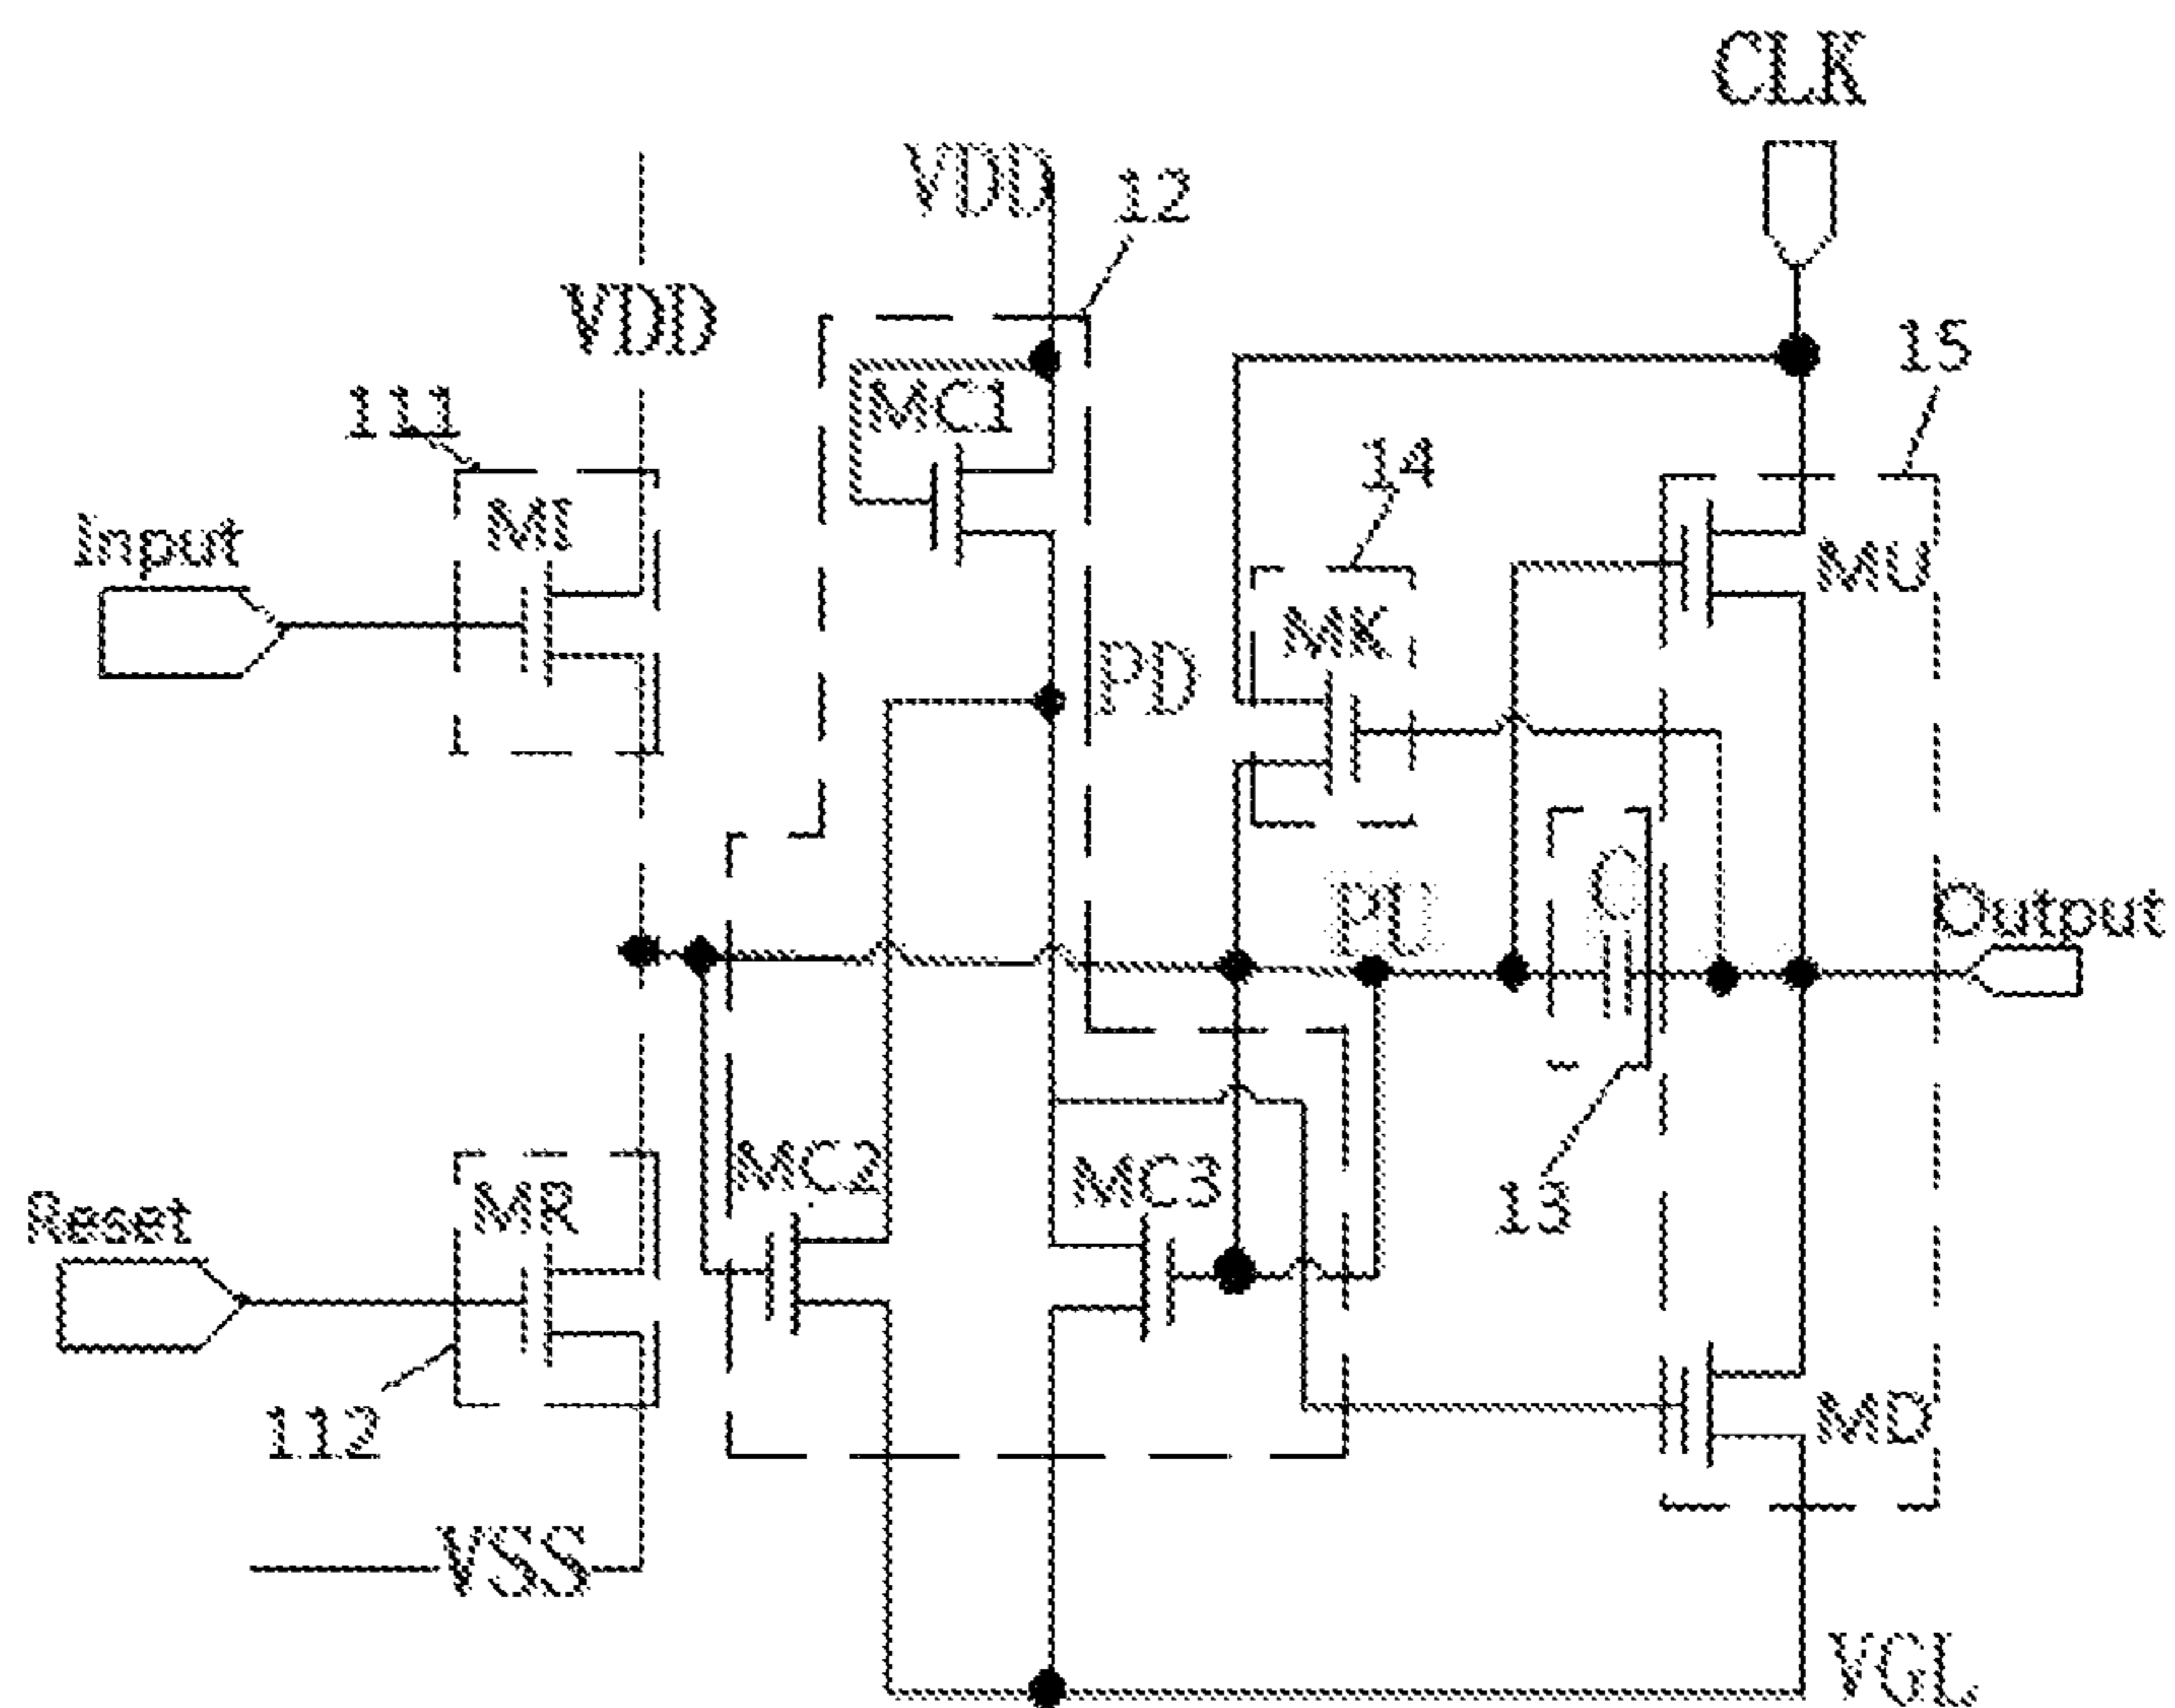 CLK
VDD
12
VDD
15
111
MC1
14
Input
MI
MU
MK
PD
C
PU
Output
MC2
MC3
Reset
MR
13
112
MD
VSS
VGL